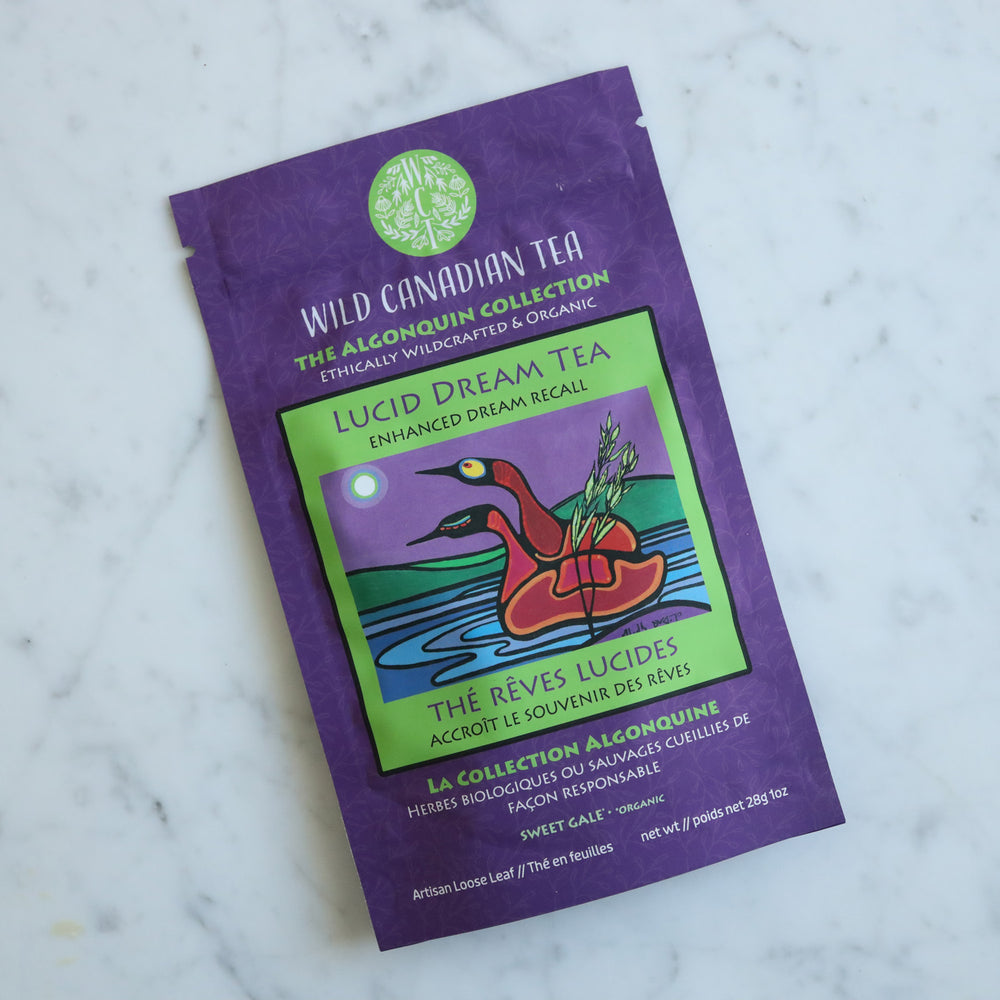 WCT
WILD CANADIAN TEA
THE ALGONQUIN COLLECTION
ETHICALLY WILDCRAFTED & ORGANIC
LUCID DREAM TEA
ENHANCED DREAM RECALL
THÉ RÊVES LUCIDES
ACCROÎT LE SOUVENIR DES RÊVES
LA COLLECTION ALGONQUINE
HERBES BIOLOGIQUES OU SAUVAGES CUEILLIES DE
FAÇON RESPONSABLE
SWEET GALE* • *ORGANIC
Artisan Loose Leaf // Thé en feuilles
net wt // poids net 28g 1oz